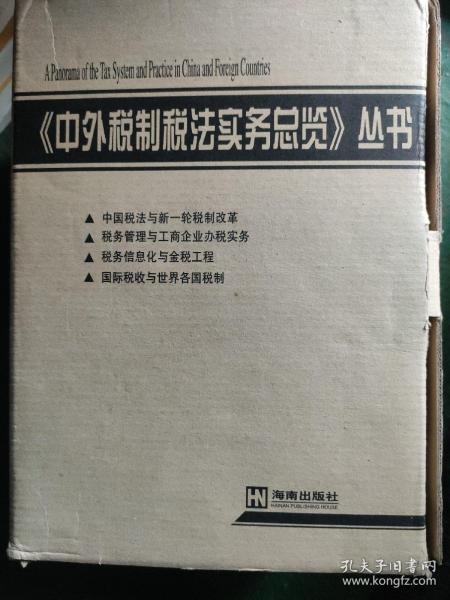 A Panorama of the Tax System and Practice in China and Foreign Countries
《中外税制税法实务总览》丛书
▲ 中国税法与新一轮税制改革
▲ 税务管理与工商企业办税实务
▲ 税务信息化与金税工程
▲ 国际税收与世界各国税制
HN 海南出版社
HAINAN PUBLISHING HOUSE
孔夫子旧书网
www.kongfz.com